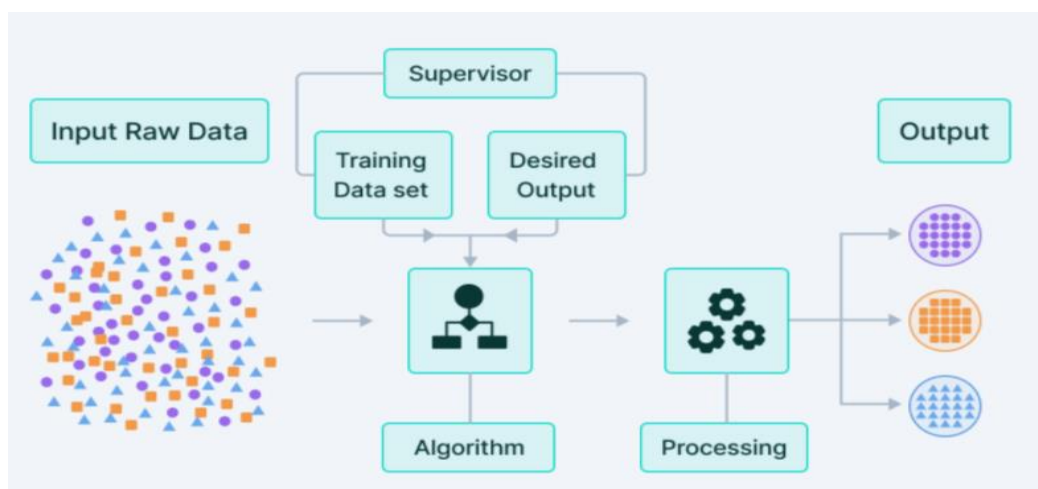 Supervisor
Input Raw Data
Training
Data set
Desired
Output
Output
Algorithm
Processing